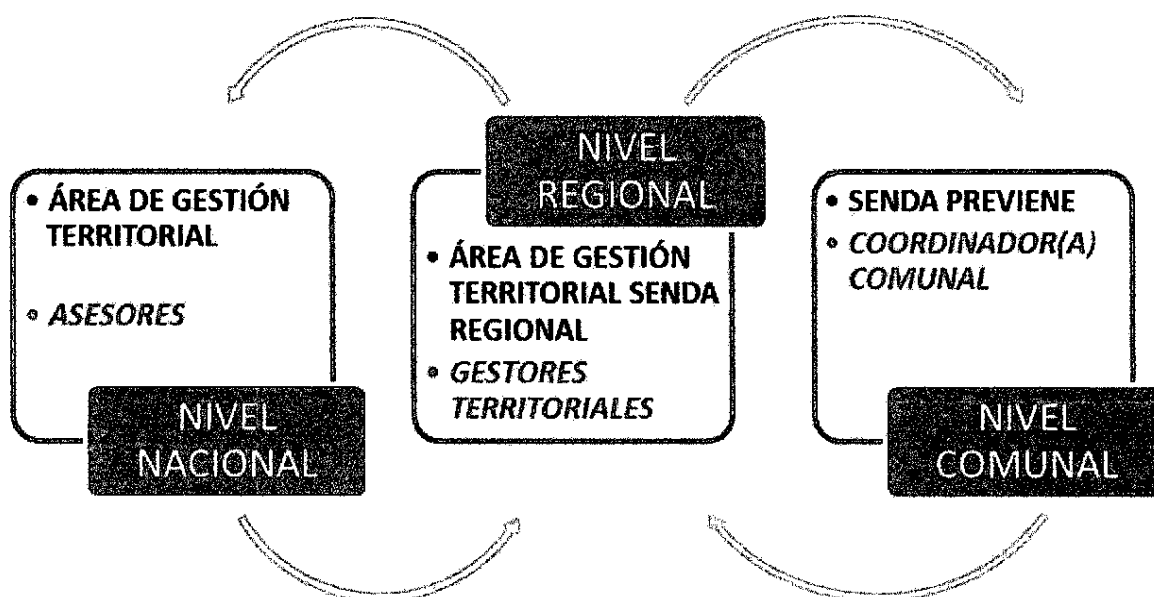 • ÁREA DE GESTIÓN
TERRITORIAL
• ASESORES
NIVEL
NACIONAL
NIVEL
REGIONAL
• ÁREA DE GESTIÓN
TERRITORIAL SENDA
REGIONAL
• GESTORES
TERRITORIALES
• SENDA PREVIENE
• COORDINADOR(A)
COMUNAL
NIVEL
COMUNAL